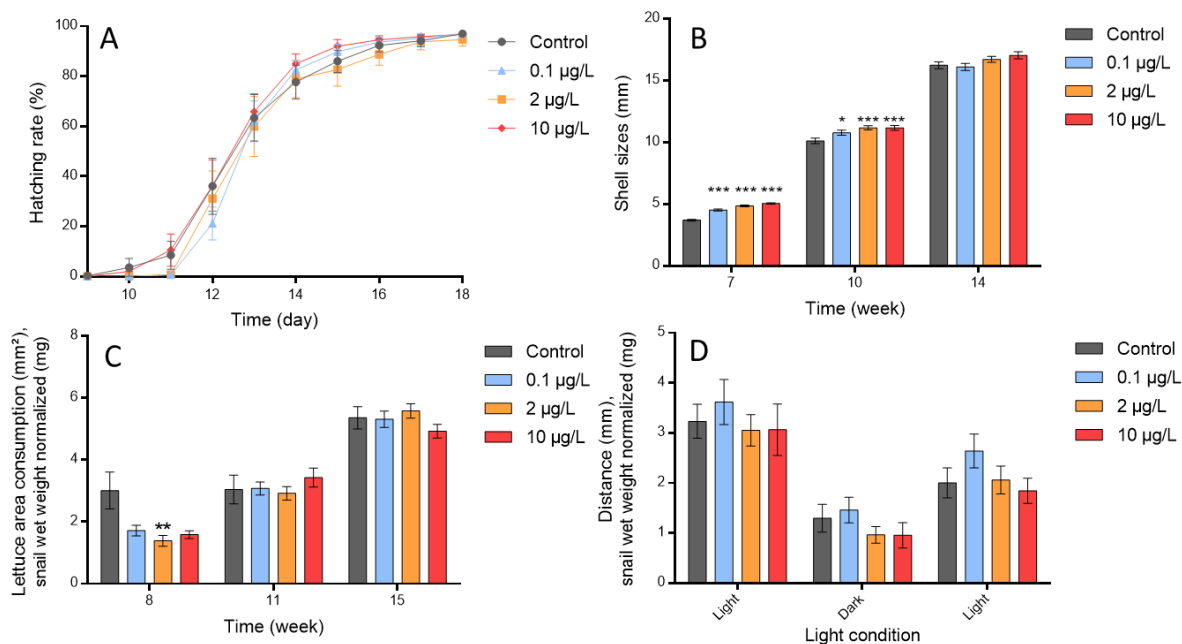 A
Hatching rate (%)
100
80
60
40
20
0
10
12
14
16
18
Time (day)
Control
0.1 µg/L
2 µg/L
10 µg/L
B
Shell sizes (mm)
20
15
10
5
0
***
***
***
*
***
***
7
10
14
Time (week)
Control
0.1 µg/L
2 µg/L
10 µg/L
C
Lettuce area consumption (mm²),
snail wet weight normalized (mg)
8
6
4
2
0
**
8
11
15
Time (week)
Control
0.1 µg/L
2 µg/L
10 µg/L
D
Distance (mm),
snail wet weight normalized (mg)
5
4
3
2
1
0
Light
Dark
Light
Light condition
Control
0.1 µg/L
2 µg/L
10 µg/L